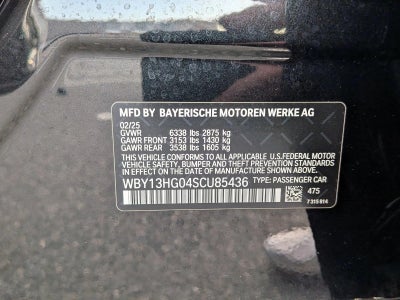 MFD BY BAYERISCHE MOTOREN WERKE AG
02/25
GVWR 6338 lbs 2875 kg
GAWR FRONT 3153 lbs 1430 kg
GAWR REAR 3538 lbs 1605 kg
THIS VEHICLE CONFORMS TO ALL APPLICABLE U.S.FEDERAL MOTOR
VEHICLE SAFETY, BUMPER AND THEFT PREVENTION STANDARDS
IN EFFECT ON THE DATE OF MANUFACTURE SHOWN ABOVE.
WBY13HG04SCU85436 TYPE: PASSENGER CAR
475
7315814